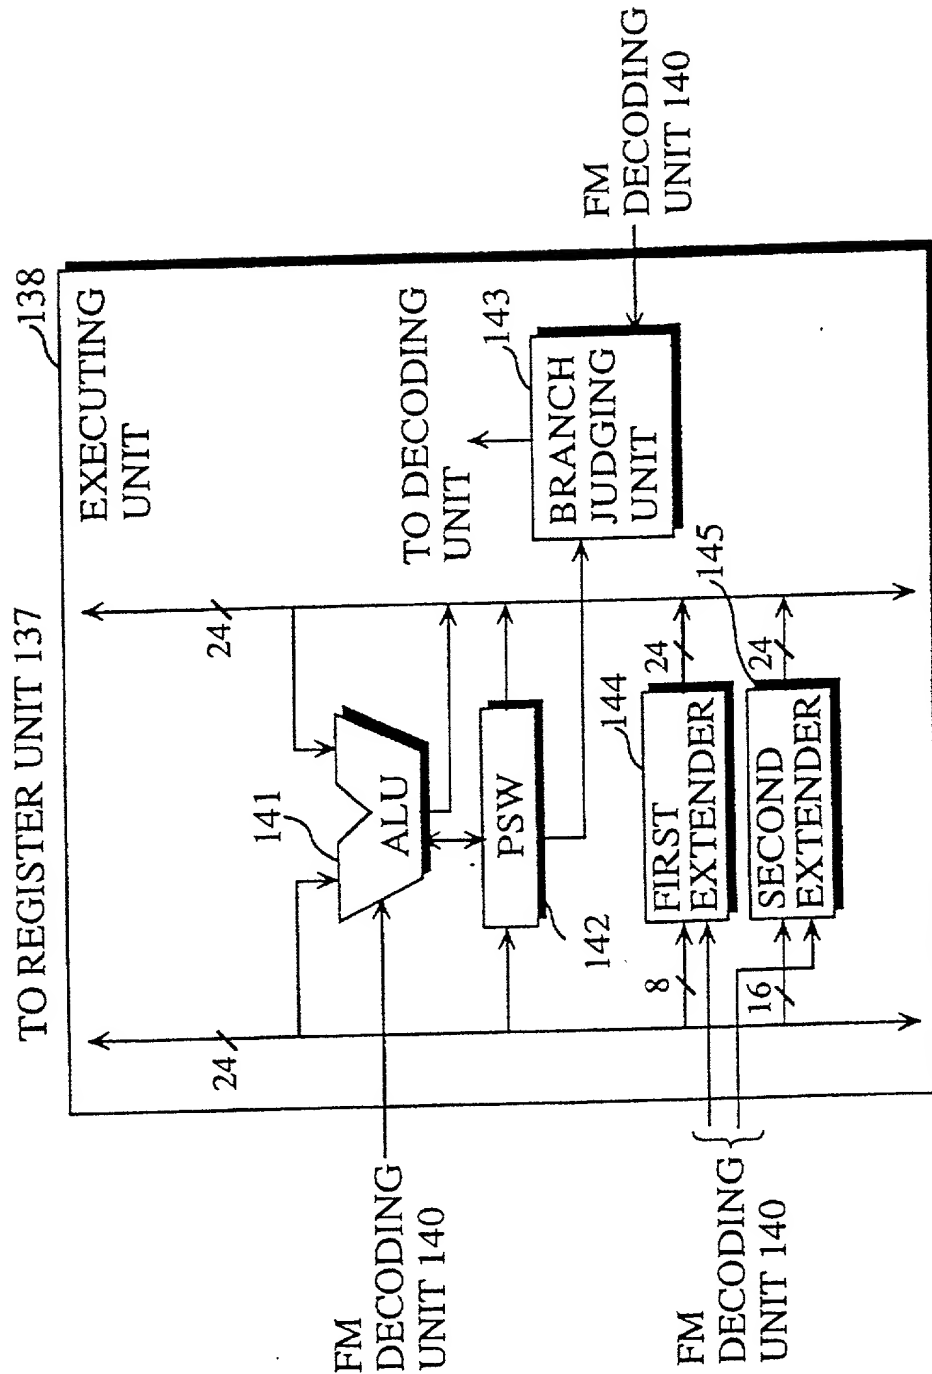 TO REGISTER UNIT 137
138
EXECUTING
UNIT
24
24
141
ALU
TO DECODING
UNIT
FM
DECODING
UNIT 140
PSW
142
143
BRANCH
JUDGING
UNIT
FM
DECODING
UNIT 140
144
8
FIRST
EXTENDER
24
145
16
SECOND
EXTENDER
24
FM
DECODING
UNIT 140